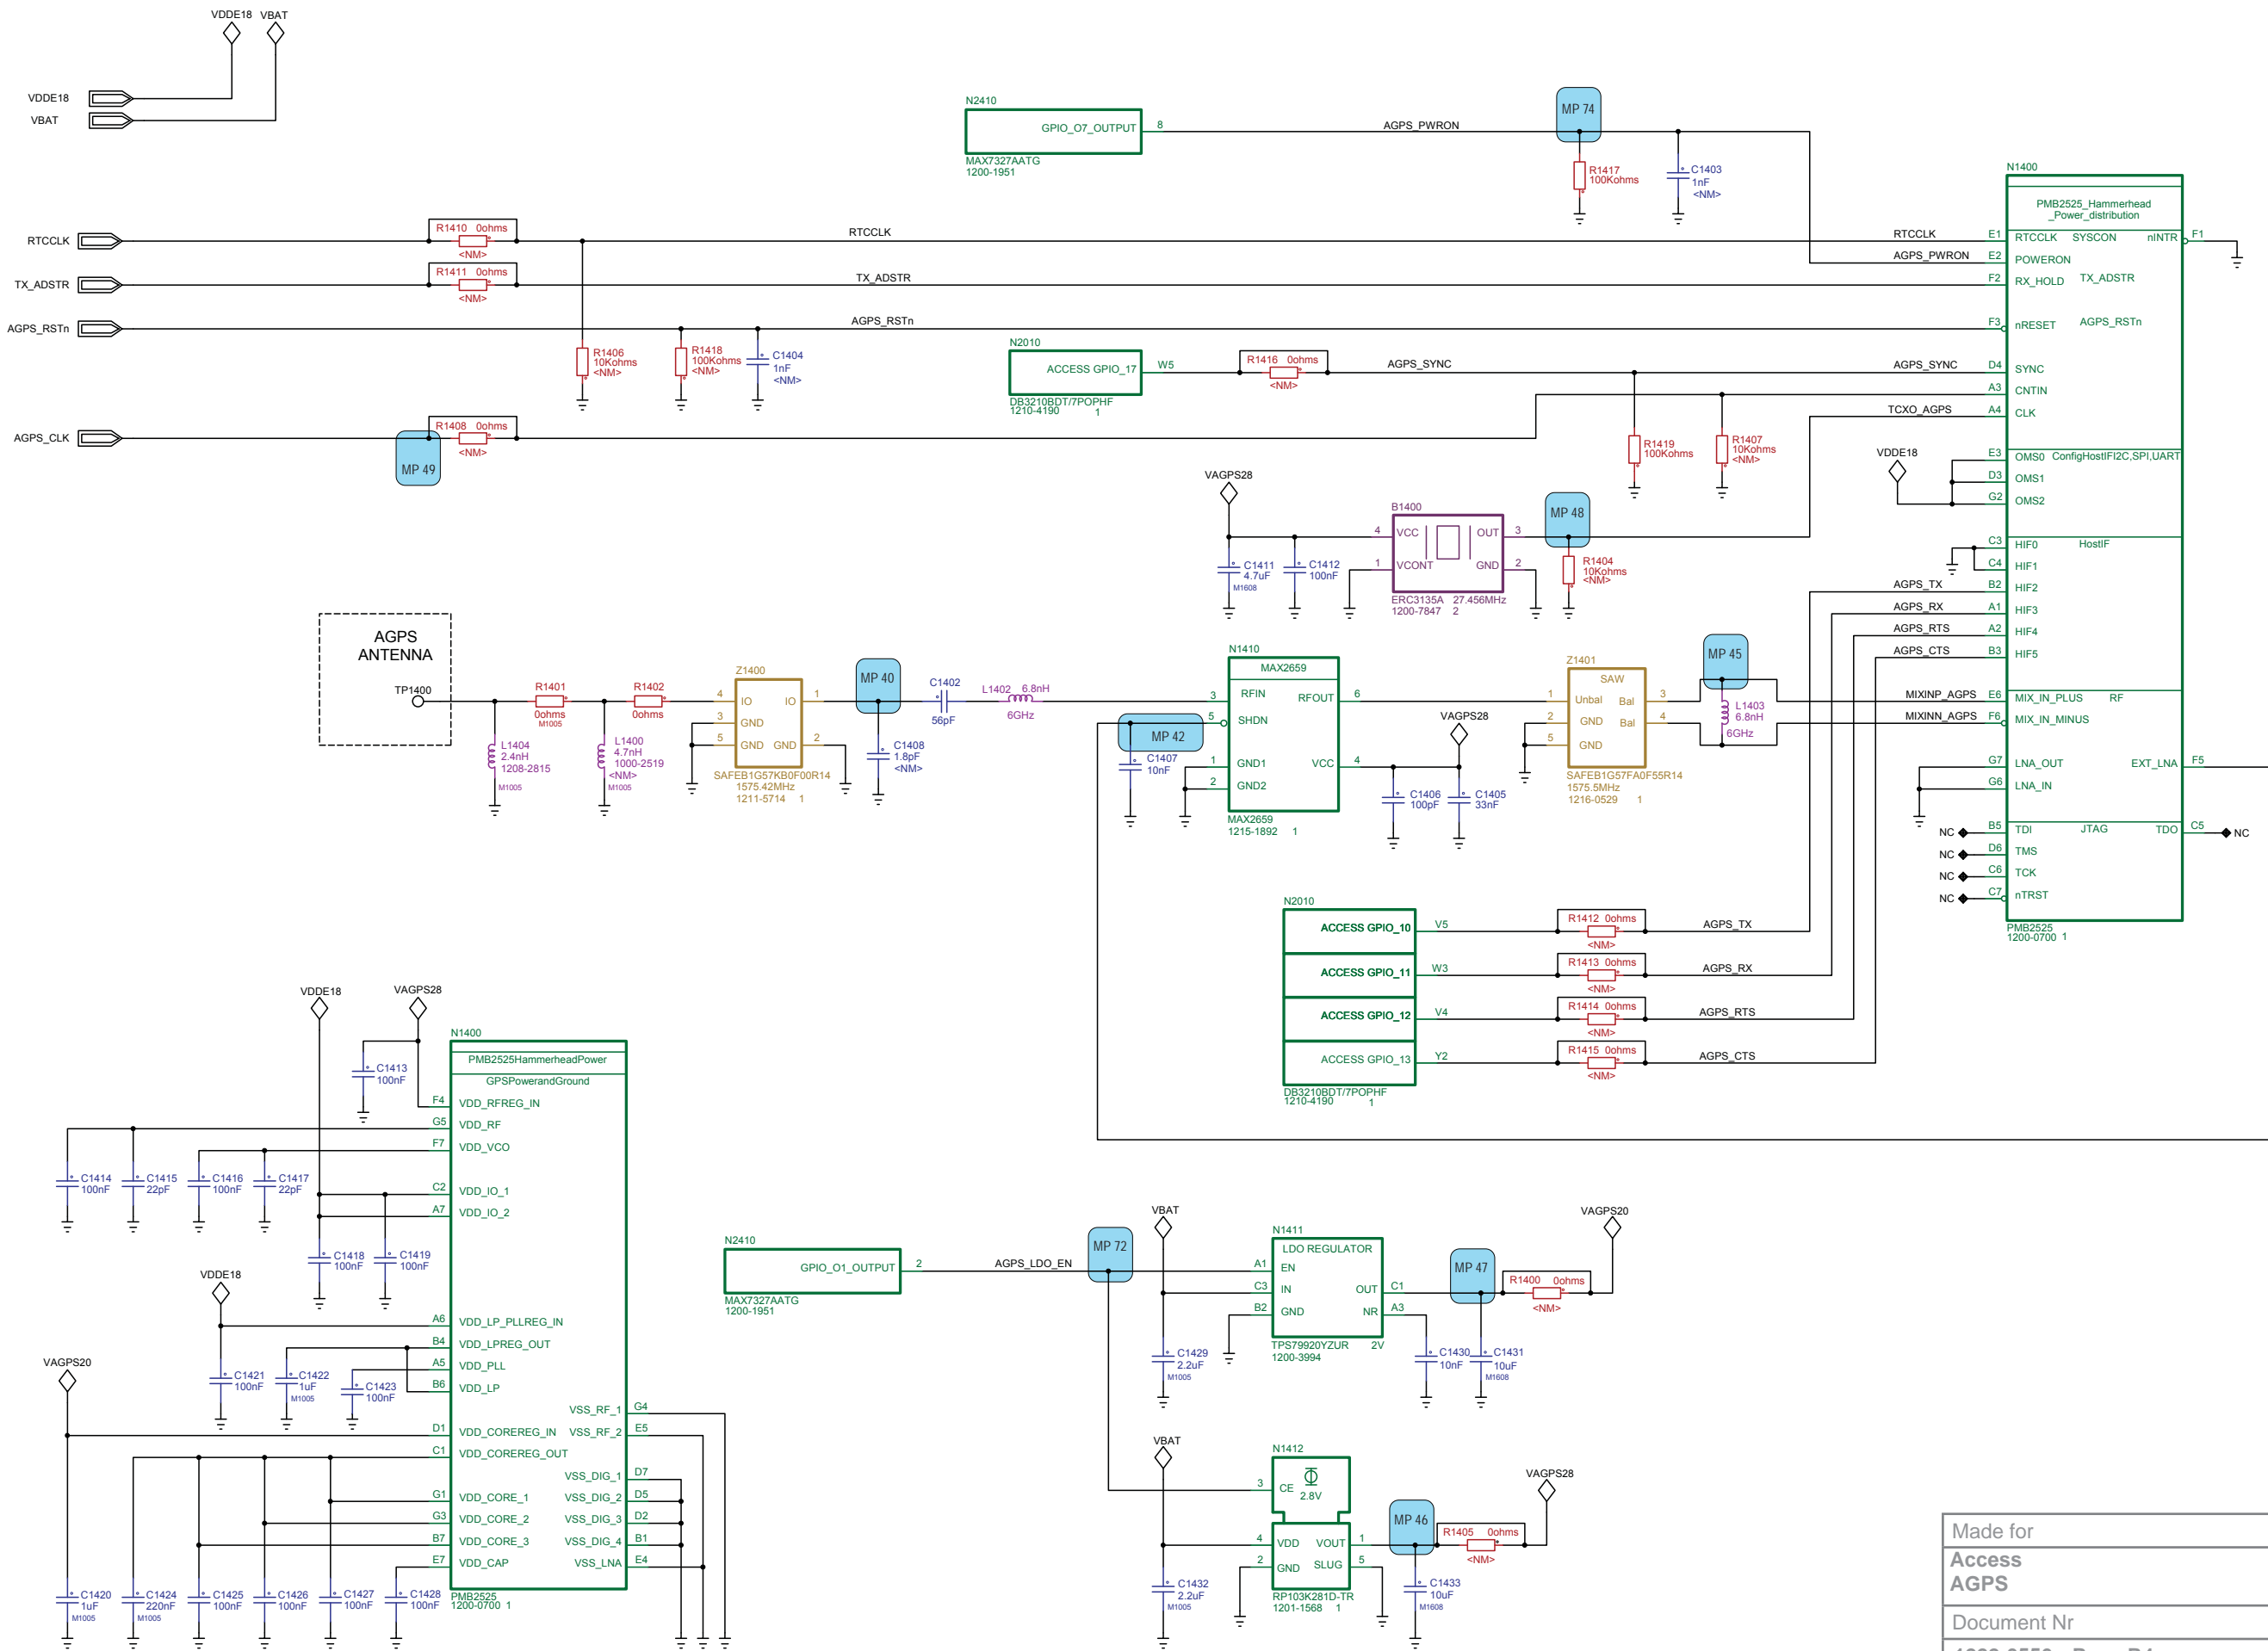 VDDE18 VBAT
VDDE18
VBAT
N2410
GPIO_O7_OUTPUT 8
MAX7327AATG
1200-1951
AGPS_PWRON
MP 74
R1417
100Kohms
C1403
1nF
<NM>
RTCCLK
R1410 0ohms
<NM>
RTCCLK
TX_ADSTR
R1411 0ohms
<NM>
TX_ADSTR
AGPS_RSTn
AGPS_RSTn
R1406
10Kohms
<NM>
R1418
100Kohms
<NM>
C1404
1nF
<NM>
N2010
ACCESS GPIO_17 W5
DB3210BDT/7POPHF
1210-4190 1
R1416 0ohms
<NM>
AGPS_SYNC
AGPS_CLK
MP 49
R1408 0ohms
<NM>
R1419
100Kohms
R1407
10Kohms
<NM>
N1400
PMB2525_Hammerhead
_Power_distribution
RTCCLK E1 RTCCLK SYSCON nINTR F1
AGPS_PWRON E2 POWERON
F2 RX_HOLD TX_ADSTR
F3 nRESET AGPS_RSTn
AGPS_SYNC D4 SYNC
A3 CNTIN
TCXO_AGPS A4 CLK
VDDE18
E3 OMS0 ConfigHostIFI2C,SPI,UART
D3 OMS1
G2 OMS2
C3 HIF0 HostIF
C4 HIF1
AGPS_TX B2 HIF2
AGPS_RX A1 HIF3
AGPS_RTS A2 HIF4
AGPS_CTS B3 HIF5
MIXINP_AGPS E6 MIX_IN_PLUS RF
MIXINN_AGPS F6 MIX_IN_MINUS
G7 LNA_OUT EXT_LNA F5
G6 LNA_IN
NC B5 TDI JTAG TDO C5 NC
NC D6 TMS
NC C6 TCK
NC C7 nTRST
PMB2525
1200-0700 1
VAGPS28
C1411
4.7uF
M1608
C1412
100nF
B1400
4 VCC OUT 3
1 VCONT GND 2
ERC3135A 27.456MHz
1200-7847 2
MP 48
R1404
10Kohms
<NM>
AGPS
ANTENNA
TP1400
L1404
2.4nH
1208-2815
M1005
R1401
0ohms
M1005
L1400
4.7nH
1000-2519
<NM>
M1005
R1402
0ohms
Z1400
4 IO IO 1
3 GND
5 GND GND 2
SAFEB1G57KB0F00R14
1575.42MHz
1211-5714 1
MP 40
C1408
1.8pF
<NM>
C1402
56pF
L1402 6.8nH
6GHz
MP 42
C1407
10nF
N1410
MAX2659
3 RFIN RFOUT 6
5 SHDN
1 GND1 VCC 4
2 GND2
MAX2659
1215-1892 1
VAGPS28
C1406
100pF
C1405
33nF
Z1401
SAW
1 Unbal Bal 3
2 GND Bal 4
5 GND
SAFEB1G57FA0F55R14
1575.5MHz
1216-0529 1
MP 45
L1403
6.8nH
6GHz
N2010
ACCESS GPIO_10 V5
ACCESS GPIO_11 W3
ACCESS GPIO_12 V4
ACCESS GPIO_13 Y2
DB3210BDT/7POPHF
1210-4190 1
R1412 0ohms
<NM>
AGPS_TX
R1413 0ohms
<NM>
AGPS_RX
R1414 0ohms
<NM>
AGPS_RTS
R1415 0ohms
<NM>
AGPS_CTS
VDDE18 VAGPS28
C1413
100nF
N1400
PMB2525HammerheadPower
GPSPowerandGround
F4 VDD_RFREG_IN
G5 VDD_RF
F7 VDD_VCO
C2 VDD_IO_1
A7 VDD_IO_2
A6 VDD_LP_PLLREG_IN
B4 VDD_LPREG_OUT
A5 VDD_PLL
B6 VDD_LP
VSS_RF_1 G4
D1 VDD_COREREG_IN VSS_RF_2 E5
C1 VDD_COREREG_OUT
VSS_DIG_1 D7
G1 VDD_CORE_1 VSS_DIG_2 D5
G3 VDD_CORE_2 VSS_DIG_3 D2
B7 VDD_CORE_3 VSS_DIG_4 B1
E7 VDD_CAP VSS_LNA E4
PMB2525
1200-0700 1
C1414
100nF
C1415
22pF
C1416
100nF
C1417
22pF
C1418
100nF
C1419
100nF
VDDE18
C1421
100nF
C1422
1uF
M1005
C1423
100nF
VAGPS20
C1420
1uF
M1005
C1424
220nF
M1005
C1425
100nF
C1426
100nF
C1427
100nF
C1428
100nF
N2410
GPIO_O1_OUTPUT 2
MAX7327AATG
1200-1951
AGPS_LDO_EN
MP 72
VBAT
C1429
2.2uF
M1005
N1411
LDO REGULATOR
A1 EN
C3 IN OUT C1
B2 GND NR A3
TPS79920YZUR 2V
1200-3994
C1430
10nF
MP 47
C1431
10uF
M1608
R1400 0ohms
<NM>
VAGPS20
VBAT
C1432
2.2uF
M1005
N1412
3 CE
2.8V
4 VDD VOUT 1
2 GND SLUG 5
RP103K281D-TR
1201-1568 1
MP 46
C1433
10uF
M1608
R1405 0ohms
<NM>
VAGPS28
Made for
Access
AGPS
Document Nr